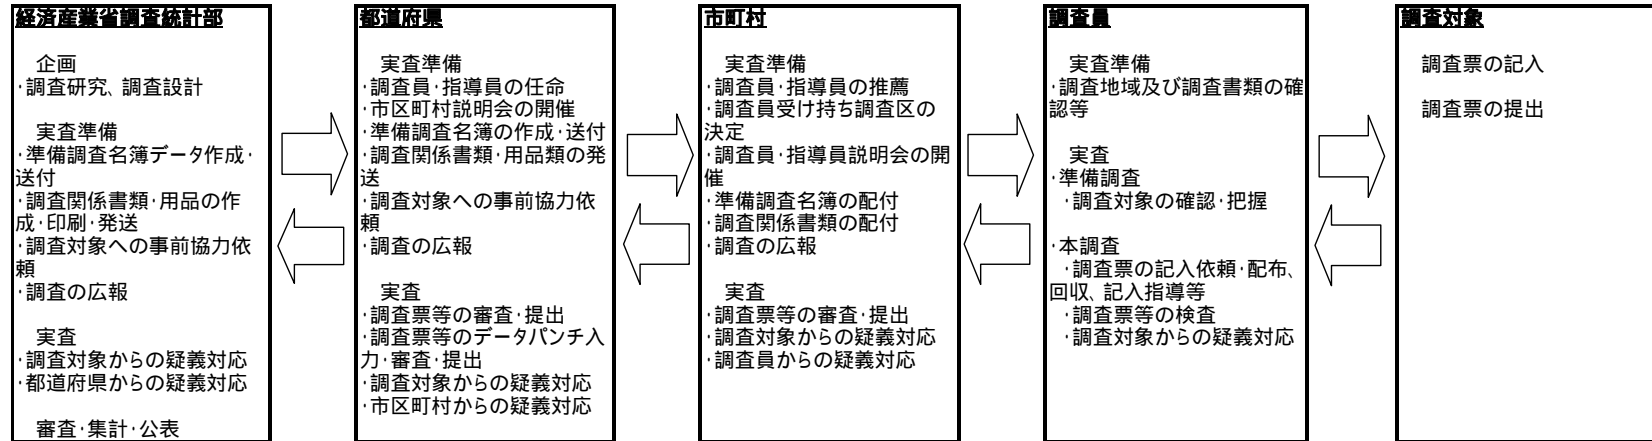 経済産業省調査統計部
企画
･調査研究、調査設計
実査準備
･準備調査名簿データ作成･
送付
･調査関係書類･用品の作
成･印刷･発送
･調査対象への事前協力依
頼
･調査の広報
実査
･調査対象からの疑義対応
･都道府県からの疑義対応
審査･集計･公表
都道府県
実査準備
･調査員･指導員の任命
･市区町村説明会の開催
･準備調査名簿の作成･送付
･調査関係書類･用品類の発
送
･調査対象への事前協力依
頼
･調査の広報
実査
･調査票等の審査･提出
･調査票等のデータパンチ入
力･審査･提出
･調査対象からの疑義対応
･市区町村からの疑義対応
市町村
実査準備
･調査員･指導員の推薦
･調査員受け持ち調査区の
決定
･調査員･指導員説明会の開
催
･準備調査名簿の配付
･調査関係書類の配付
･調査の広報
実査
･調査票等の審査･提出
･調査対象からの疑義対応
･調査員からの疑義対応
調査員
実査準備
･調査地域及び調査書類の確
認等
実査
･準備調査
･調査対象の確認･把握
･本調査
･調査票の記入依頼･配布、
回収、記入指導等
･調査票等の検査
･調査対象からの疑義対応
調査対象
調査票の記入
調査票の提出